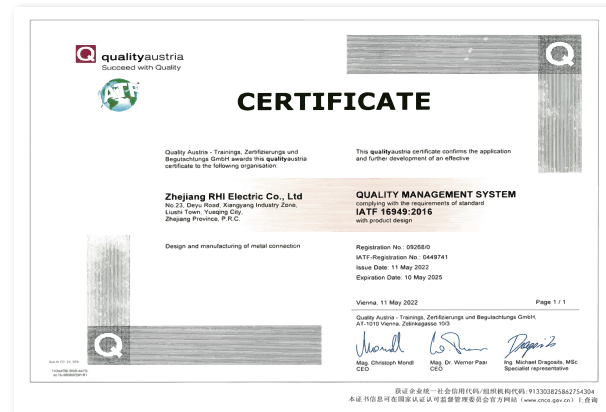 qualityaustria
Succeed with Quality
IATF
CERTIFICATE
Quality Austria - Trainings, Zertifizierungs und
Begutachtungs GmbH awards this qualityaustria
certificate to the following organisation:
This qualityaustria certificate confirms the application
and further development of an effective
Zhejiang RHI Electric Co., Ltd
No.23, Deyu Road, Xiangyang Industry Zone,
Liushi Town, Yueqing City,
Zhejiang Province, P.R.C.
QUALITY MANAGEMENT SYSTEM
complying with the requirements of standard
IATF 16949:2016
with product design
Design and manufacturing of metal connection
Registration No.: 09268/0
IATF-Registration No.: 0449741
Issue Date: 11 May 2022
Expiration Date: 10 May 2025
Vienna, 11 May 2022
Page 1 / 1
Quality Austria - Trainings, Zertifizierungs und Begutachtungs GmbH,
AT-1010 Vienna, Zelinkagasse 10/3
Mag. Christoph Mondl
CEO
Mag. Dr. Werner Paar
CEO
Ing. Michael Dragosits, MSc
Specialist representative
获证企业统一社会信用代码/组织机构代码: 913303825862754304
本证书信息可在国家认证认可监督管理委员会官方网站 (www.cnca.gov.cn) 上查询